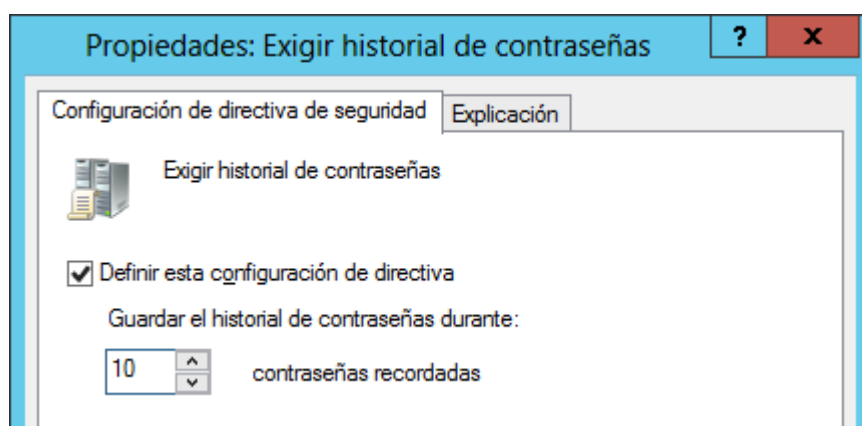 Propiedades: Exigir historial de contraseñas ? x
Configuración de directiva de seguridad Explicación
Exigir historial de contraseñas
Definir esta configuración de directiva
Guardar el historial de contraseñas durante:
10 contraseñas recordadas